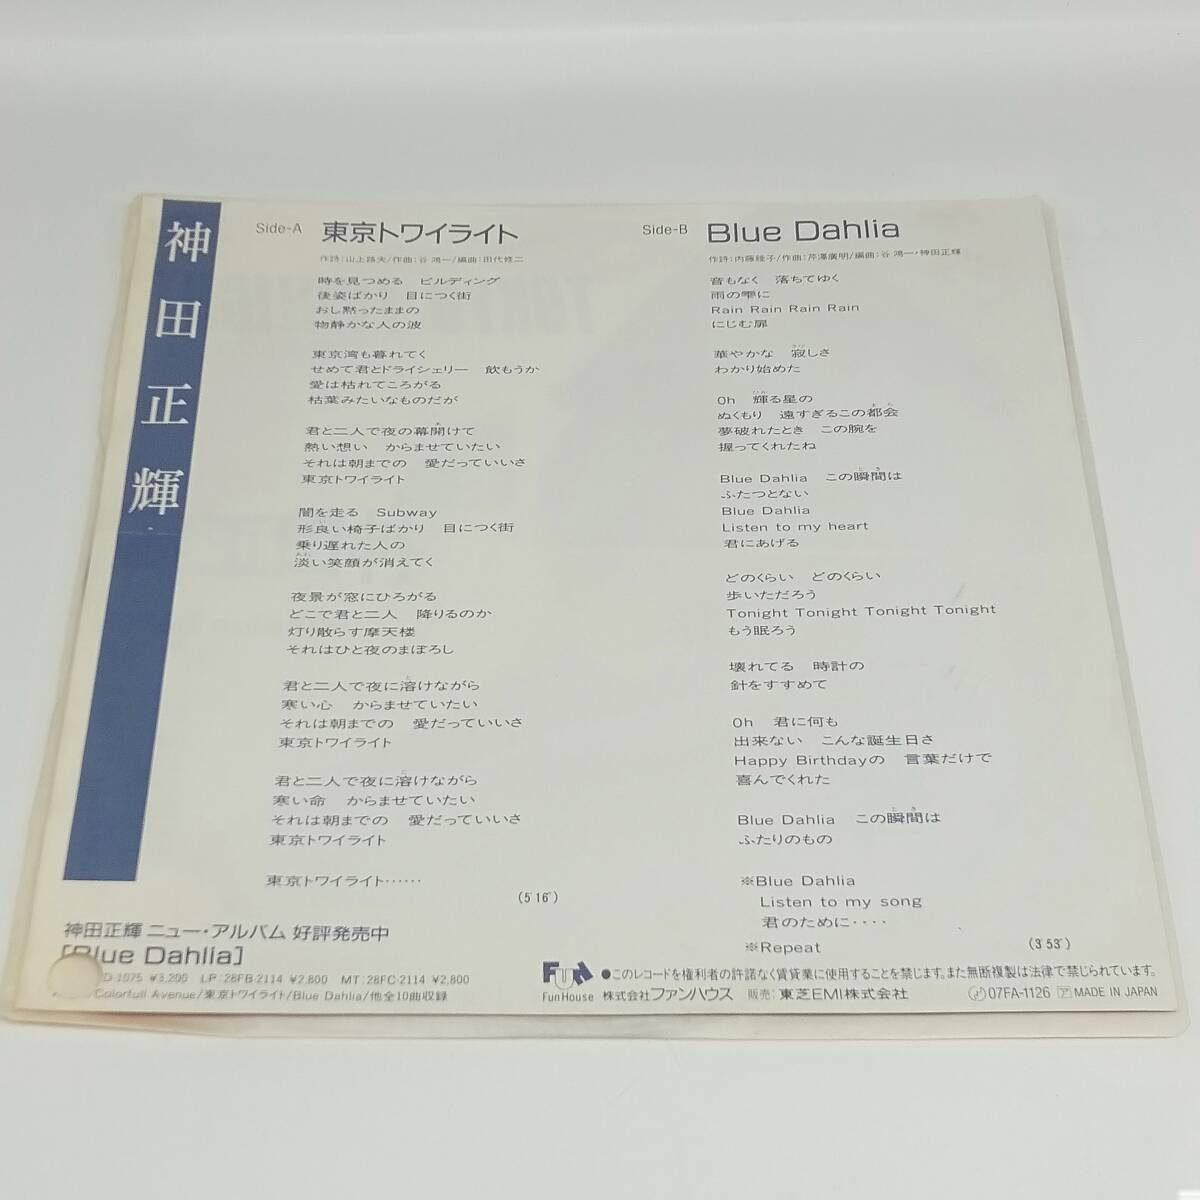 神田正輝
Side-A 東京トワイライト
作詩:山上路夫/作曲:谷 鴻一/編曲:田代修二
時を見つめる ビルディング
後姿ばかり 目につく街
おし黙ったままの
物静かな人の波
東京湾も暮れてく
せめて君とドライシェリー 飲もうか
愛は枯れてころがる
枯葉みたいなものだが
君と二人で夜の幕開けて
熱い想い からませていたい
それは朝までの 愛だっていいさ
東京トワイライト
闇を走る Subway
形良い椅子ばかり 目につく街
乗り遅れた人の
淡い笑顔が消えてく
夜景が窓にひろがる
どこで君と二人 降りるのか
灯り散らす摩天楼
それはひと夜のまぼろし
君と二人で夜に溶けながら
寒い心 からませていたい
それは朝までの 愛だっていいさ
東京トワイライト
君と二人で夜に溶けながら
寒い命 からませていたい
それは朝までの 愛だっていいさ
東京トワイライト
東京トワイライト……
(5'16")
Side-B Blue Dahlia
作詩:内藤綾子/作曲:芹澤廣明/編曲:谷 鴻一・神田正輝
音もなく 落ちてゆく
雨の雫に
Rain Rain Rain Rain
にじむ扉
華やかな 寂しさ
わかり始めた
Oh 輝る星の
ぬくもり 遠すぎるこの都会
夢破れたとき この腕を
握ってくれたね
Blue Dahlia この瞬間は
ふたつとない
Blue Dahlia
Listen to my heart
君にあげる
どのくらい どのくらい
歩いただろう
Tonight Tonight Tonight Tonight
もう眠ろう
壊れてる 時計の
針をすすめて
Oh 君に何も
出来ない こんな誕生日さ
Happy Birthdayの 言葉だけで
喜んでくれた
Blue Dahlia この瞬間は
ふたりのもの
※Blue Dahlia
Listen to my song
君のために‥‥
※Repeat
(3'53")
神田正輝 ニュー・アルバム 好評発売中
[Blue Dahlia]
D-1075 ¥3,200 LP:28FB-2114 ¥2,800 MT:28FC-2114 ¥2,800
Colorfull Avenue/東京トワイライト/Blue Dahlia/他全10曲収録
FUN FunHouse
●このレコードを権利者の許諾なく賃貸業に使用することを禁じます。また無断複製は法律で禁じられています。
株式会社ファンハウス 販売:東芝EMI株式会社 Ⓟ07FA-1126 ア MADE IN JAPAN